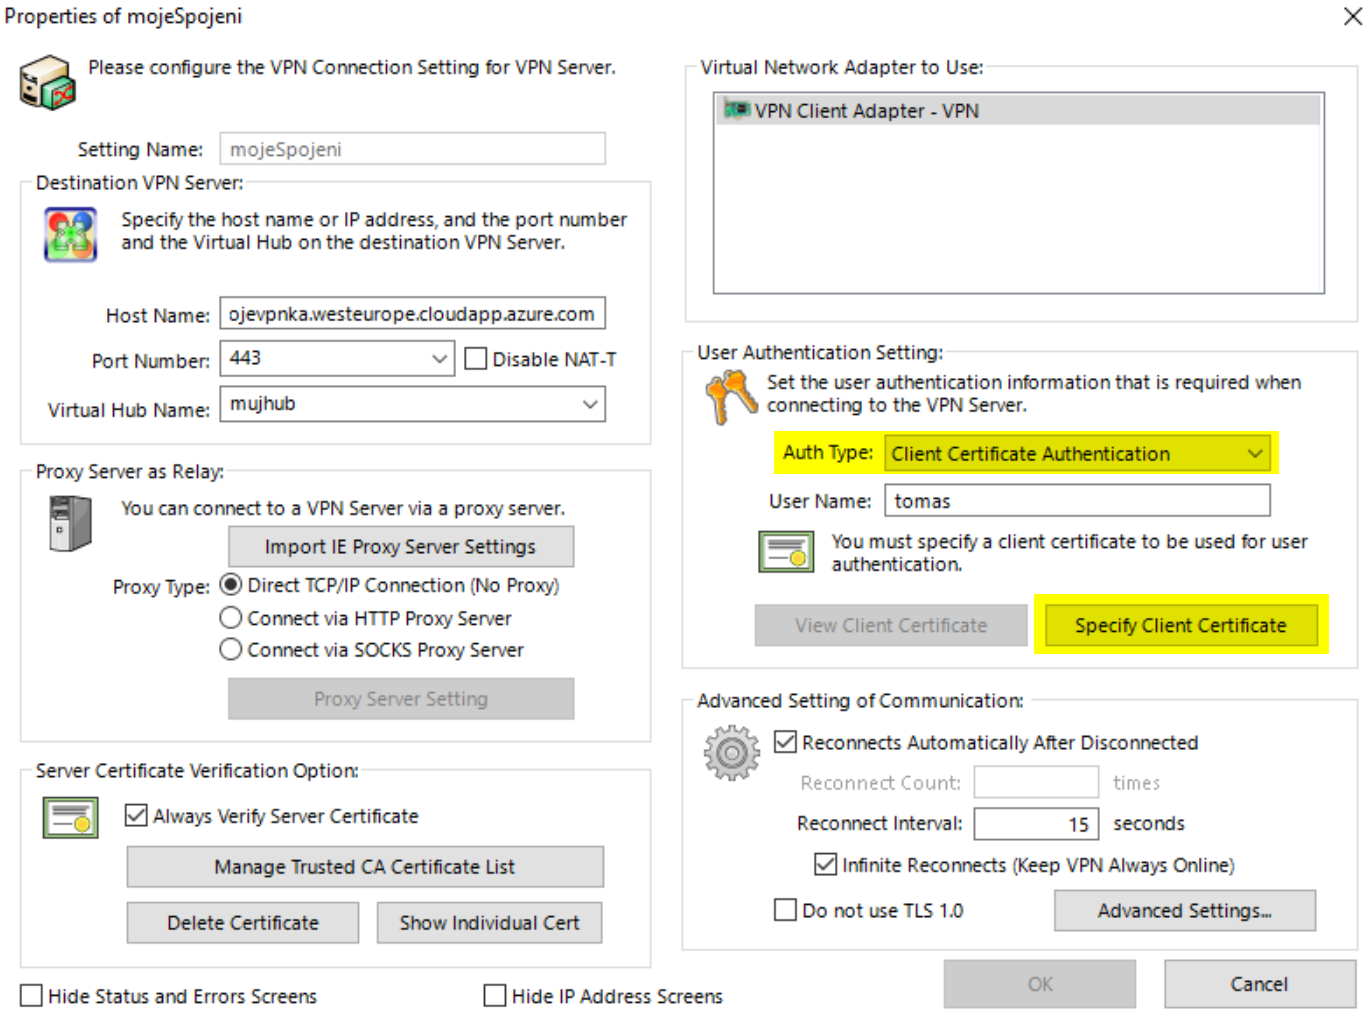 Properties of mojeSpojeni
Please configure the VPN Connection Setting for VPN Server.
Setting Name: mojeSpojeni
Destination VPN Server:
Specify the host name or IP address, and the port number
and the Virtual Hub on the destination VPN Server.
Host Name: ojevpnka.westeurope.cloudapp.azure.com
Port Number: 443 Disable NAT-T
Virtual Hub Name: mujhub
Proxy Server as Relay:
You can connect to a VPN Server via a proxy server.
Import IE Proxy Server Settings
Proxy Type: Direct TCP/IP Connection (No Proxy)
Connect via HTTP Proxy Server
Connect via SOCKS Proxy Server
Proxy Server Setting
Server Certificate Verification Option:
Always Verify Server Certificate
Manage Trusted CA Certificate List
Delete Certificate Show Individual Cert
Hide Status and Errors Screens Hide IP Address Screens
Virtual Network Adapter to Use:
VPN Client Adapter - VPN
User Authentication Setting:
Set the user authentication information that is required when
connecting to the VPN Server.
Auth Type: Client Certificate Authentication
User Name: tomas
You must specify a client certificate to be used for user
authentication.
View Client Certificate Specify Client Certificate
Advanced Setting of Communication:
Reconnects Automatically After Disconnected
Reconnect Count: times
Reconnect Interval: 15 seconds
Infinite Reconnects (Keep VPN Always Online)
Do not use TLS 1.0 Advanced Settings...
OK Cancel